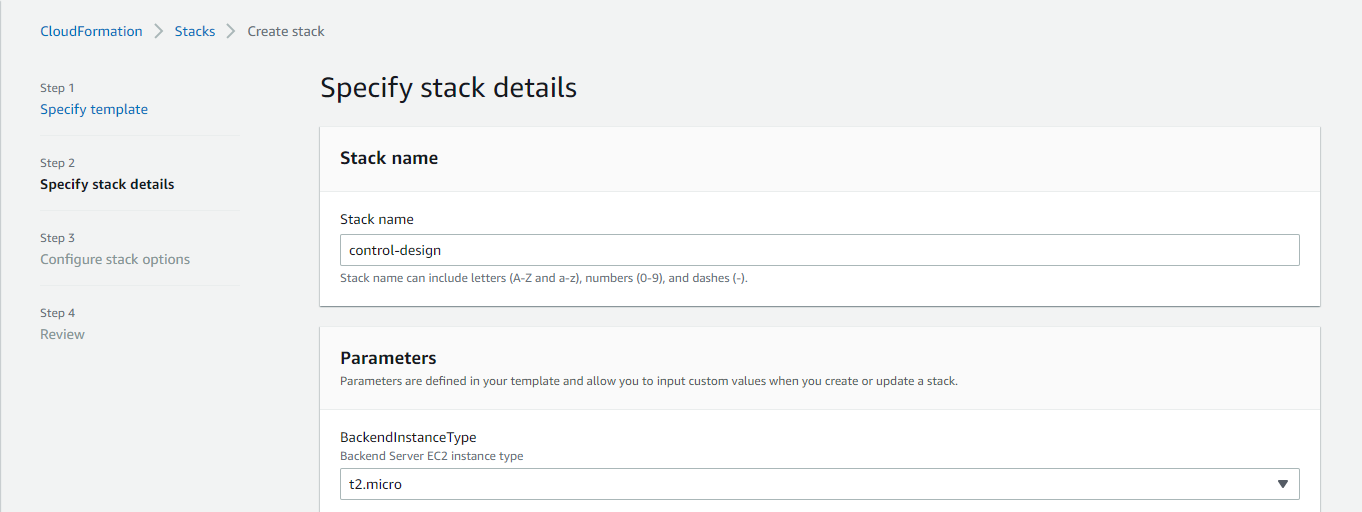 CloudFormation > Stacks > Create stack
Step 1
Specify template
Step 2
Specify stack details
Step 3
Configure stack options
Step 4
Review
Specify stack details
Stack name
Stack name
control-design
Stack name can include letters (A-Z and a-z), numbers (0-9), and dashes (-).
Parameters
Parameters are defined in your template and allow you to input custom values when you create or update a stack.
BackendInstanceType
Backend Server EC2 instance type
t2.micro